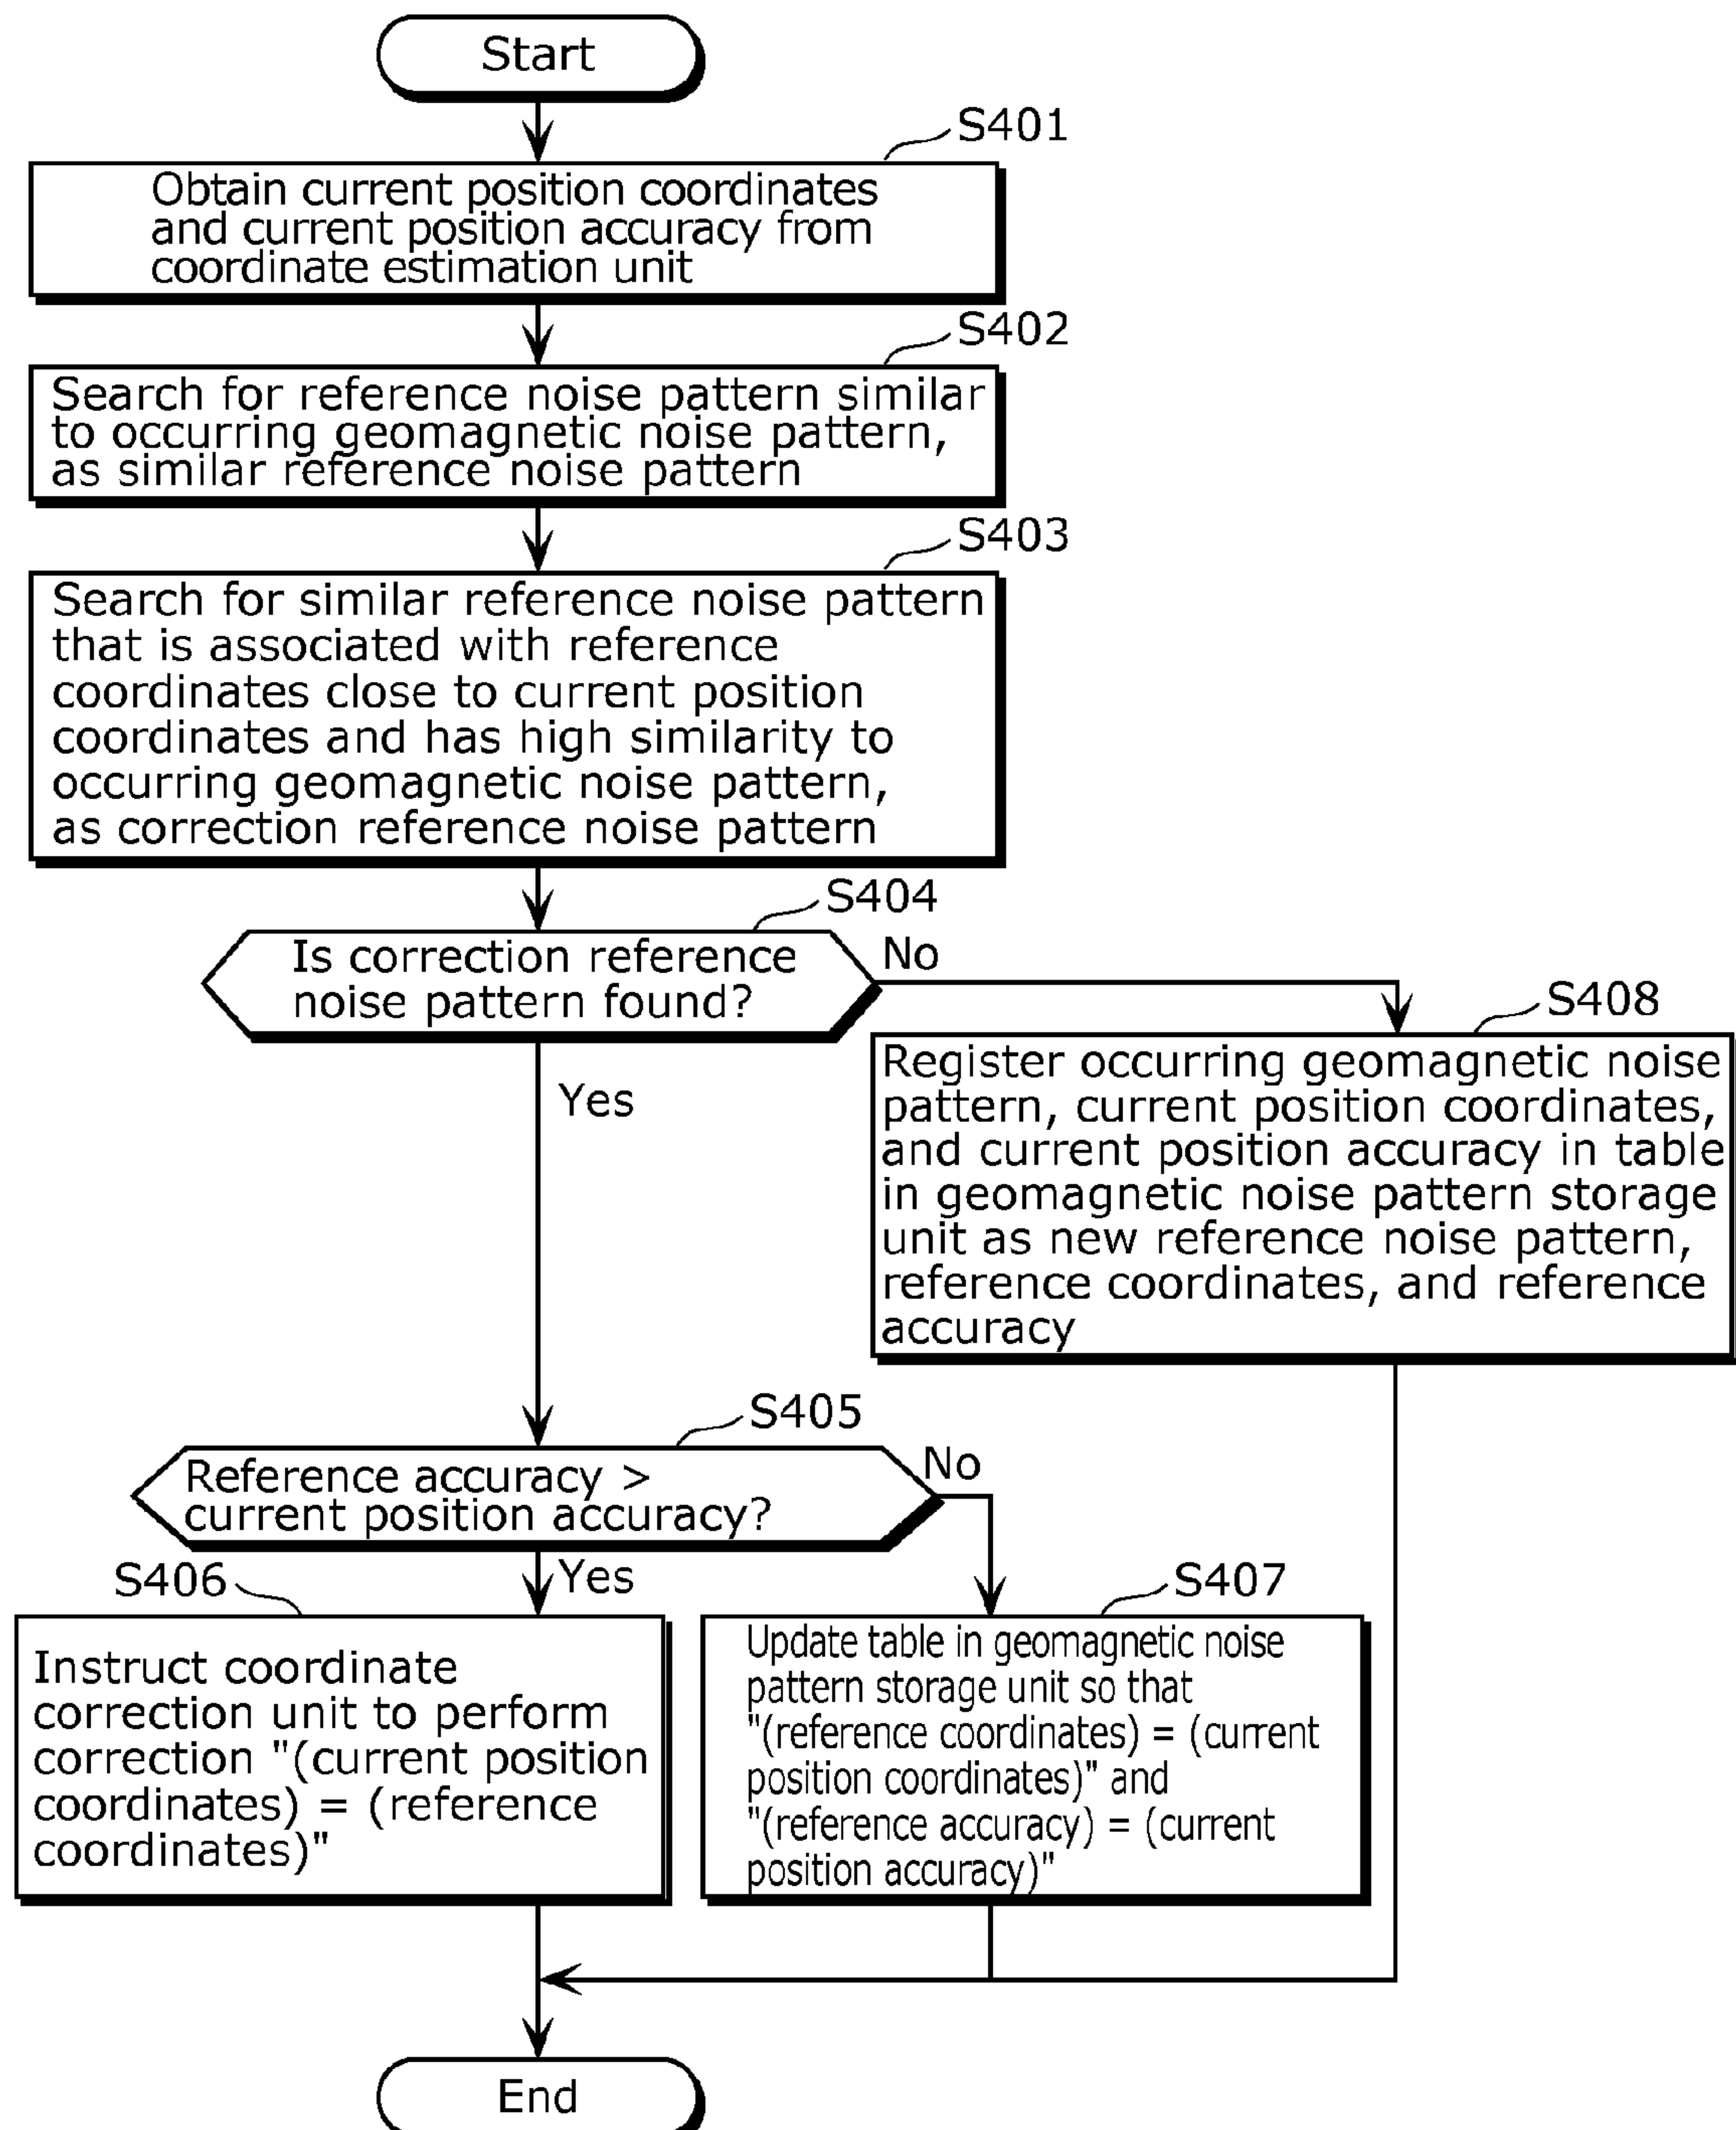 Start
S401
Obtain current position coordinates
and current position accuracy from
coordinate estimation unit
S402
Search for reference noise pattern similar
to occurring geomagnetic noise pattern,
as similar reference noise pattern
S403
Search for similar reference noise pattern
that is associated with reference
coordinates close to current position
coordinates and has high similarity to
occurring geomagnetic noise pattern,
as correction reference noise pattern
S404
Is correction reference
noise pattern found?
No
Yes
S408
Register occurring geomagnetic noise
pattern, current position coordinates,
and current position accuracy in table
in geomagnetic noise pattern storage
unit as new reference noise pattern,
reference coordinates, and reference
accuracy
S405
Reference accuracy >
current position accuracy?
No
Yes
S406
Instruct coordinate
correction unit to perform
correction "(current position
coordinates) = (reference
coordinates)"
S407
Update table in geomagnetic noise
pattern storage unit so that
"(reference coordinates) = (current
position coordinates)" and
"(reference accuracy) = (current
position accuracy)"
End